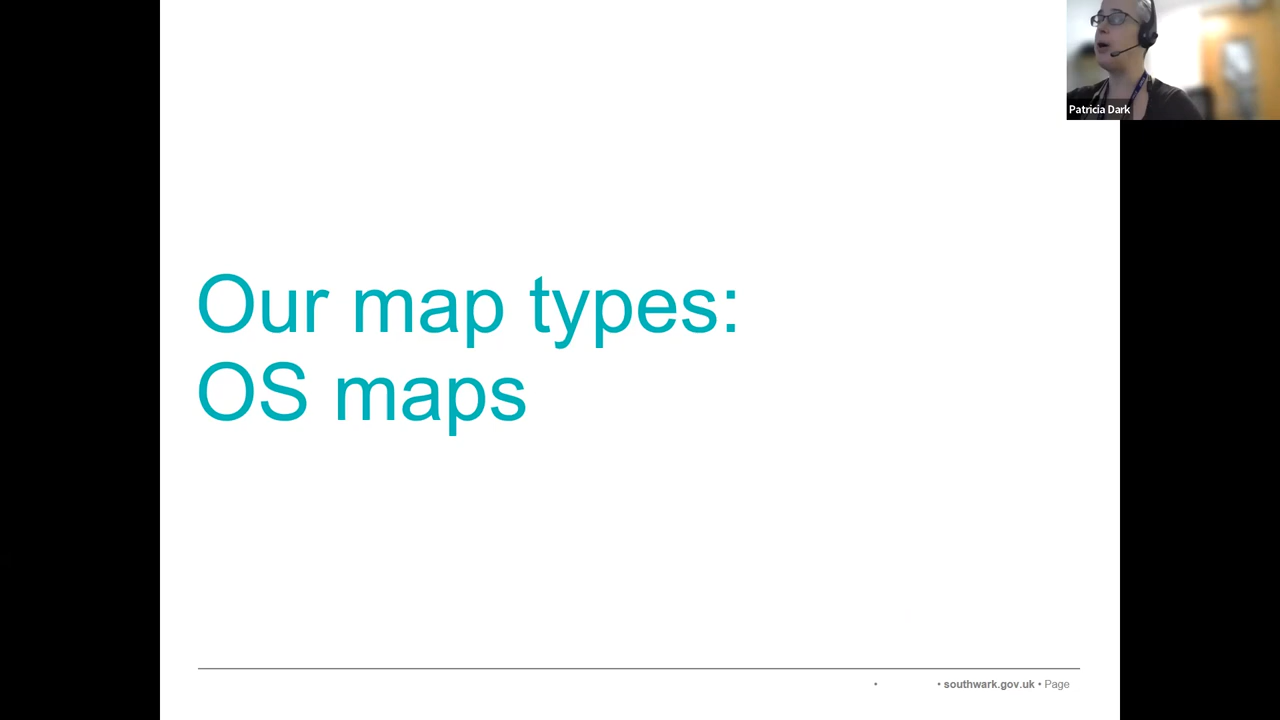 Patricia Dark
Our map types:
OS maps
• • southwark.gov.uk • Page